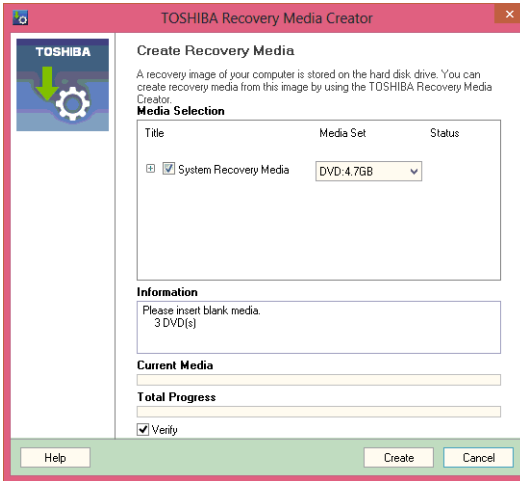 TOSHIBA Recovery Media Creator
TOSHIBA
Create Recovery Media
A recovery image of your computer is stored on the hard disk drive. You can
create recovery media from this image by using the TOSHIBA Recovery Media
Creator.
Media Selection
Title Media Set Status
System Recovery Media DVD:4.7GB
Information
Please insert blank media.
3 DVD(s)
Current Media
Total Progress
Verify
Help Create Cancel